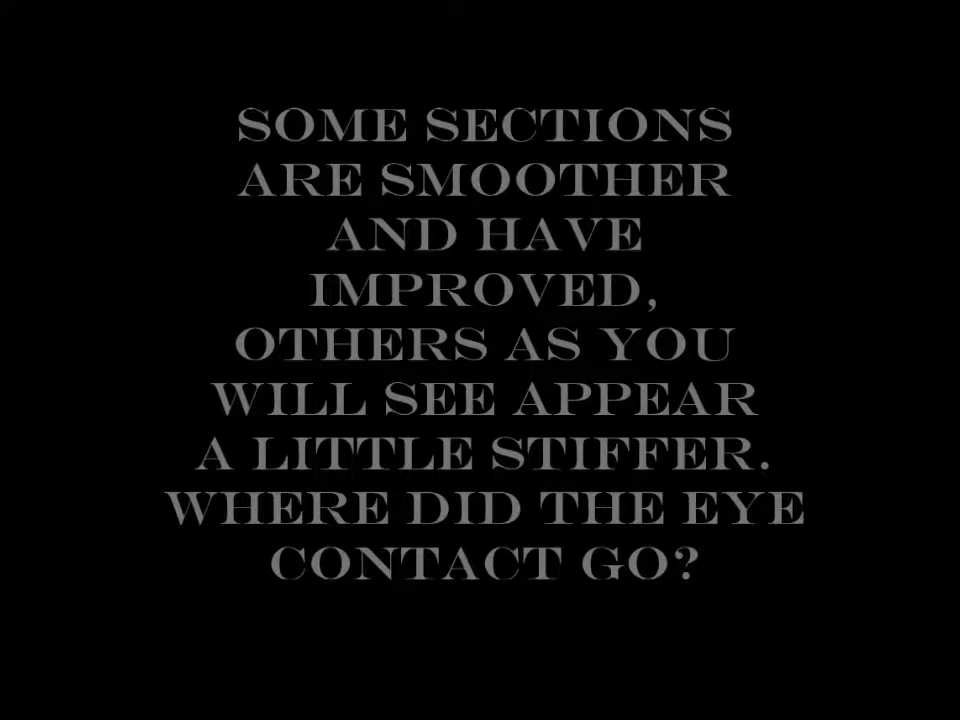 SOME SECTIONS
ARE SMOOTHER
AND HAVE
IMPROVED,
OTHERS AS YOU
WILL SEE APPEAR
A LITTLE STIFFER.
WHERE DID THE EYE
CONTACT GO?